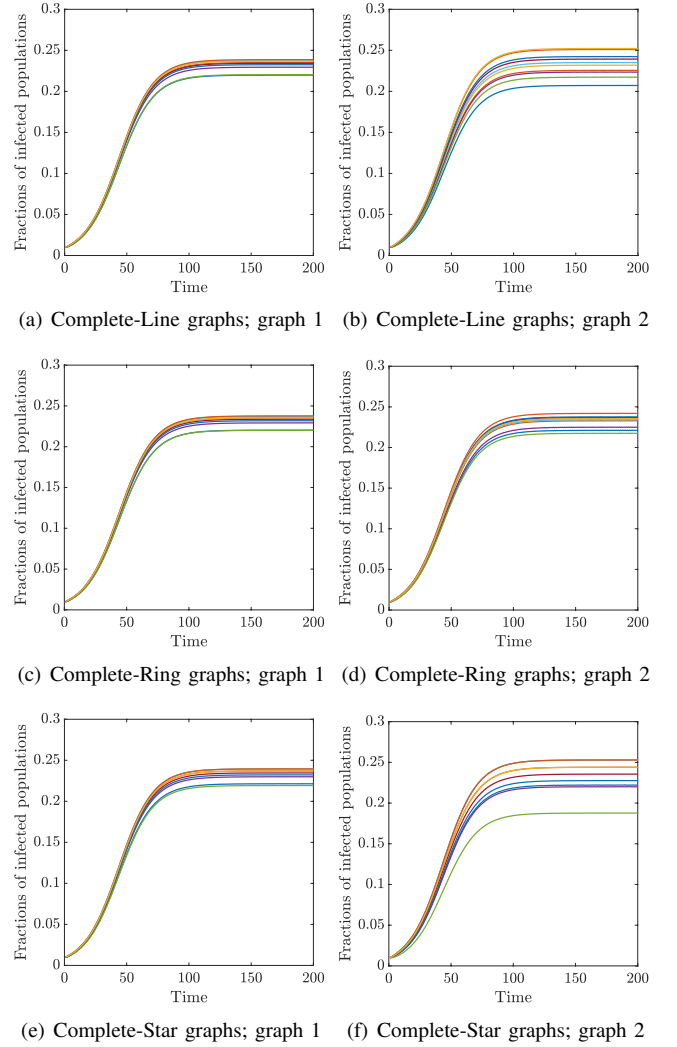 Fractions of infected populations
0.3
0.25
0.2
0.15
0.1
0.05
0
0 50 100 150 200
Time
(a) Complete-Line graphs; graph 1
Fractions of infected populations
0.3
0.25
0.2
0.15
0.1
0.05
0
0 50 100 150 200
Time
(b) Complete-Line graphs; graph 2
Fractions of infected populations
0.3
0.25
0.2
0.15
0.1
0.05
0
0 50 100 150 200
Time
(c) Complete-Ring graphs; graph 1
Fractions of infected populations
0.3
0.25
0.2
0.15
0.1
0.05
0
0 50 100 150 200
Time
(d) Complete-Ring graphs; graph 2
Fractions of infected populations
0.3
0.25
0.2
0.15
0.1
0.05
0
0 50 100 150 200
Time
(e) Complete-Star graphs; graph 1
Fractions of infected populations
0.3
0.25
0.2
0.15
0.1
0.05
0
0 50 100 150 200
Time
(f) Complete-Star graphs; graph 2